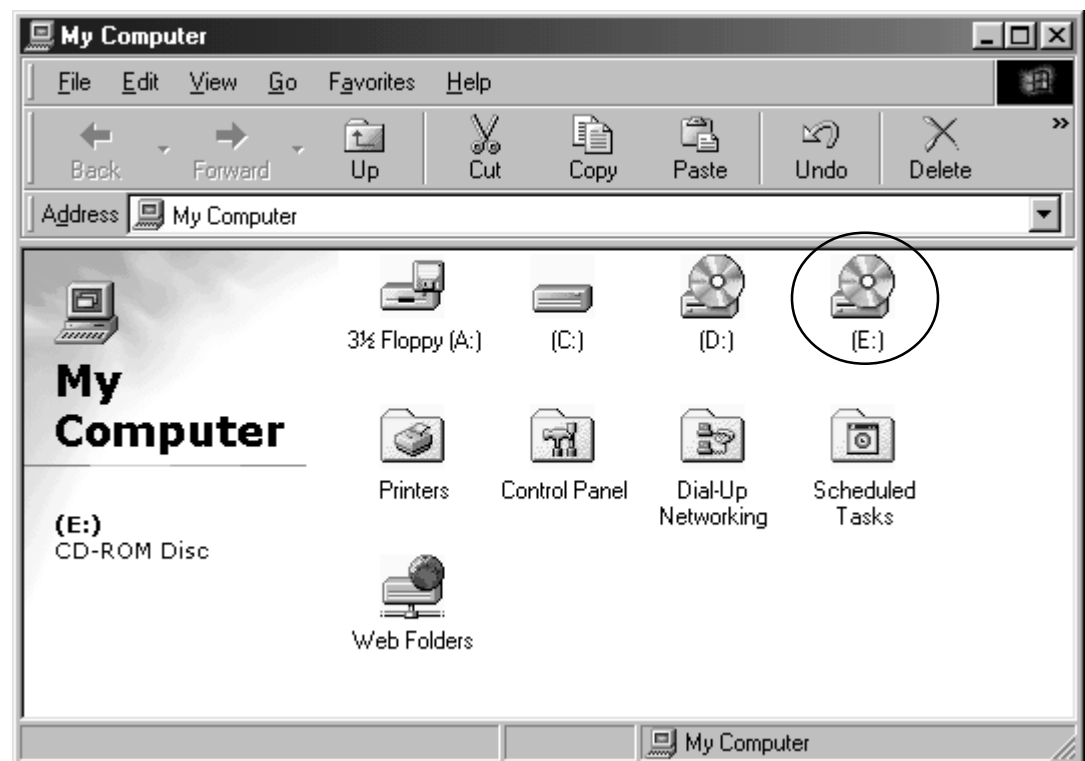 My Computer
File Edit View Go Favorites Help
Back Forward Up Cut Copy Paste Undo Delete »
Address My Computer
3½ Floppy (A:) (C:) (D:) (E:)
My
Computer
Printers Control Panel Dial-Up Networking Scheduled Tasks
(E:)
CD-ROM Disc
Web Folders
My Computer